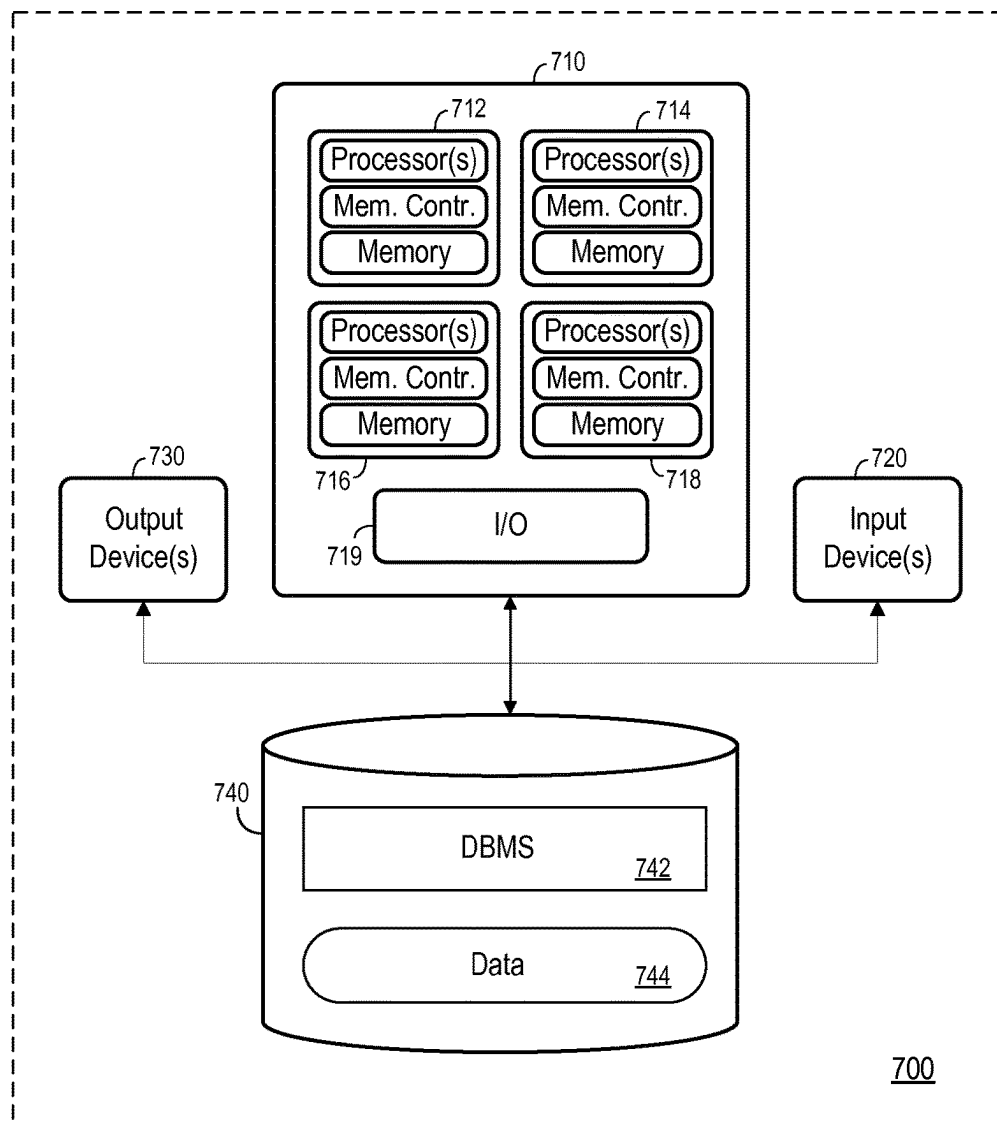 710
712
714
Processor(s)
Mem. Contr.
Memory
Processor(s)
Mem. Contr.
Memory
Processor(s)
Mem. Contr.
Memory
Processor(s)
Mem. Contr.
Memory
716
718
730
Output
Device(s)
719
I/O
720
Input
Device(s)
740
DBMS
742
Data
744
700